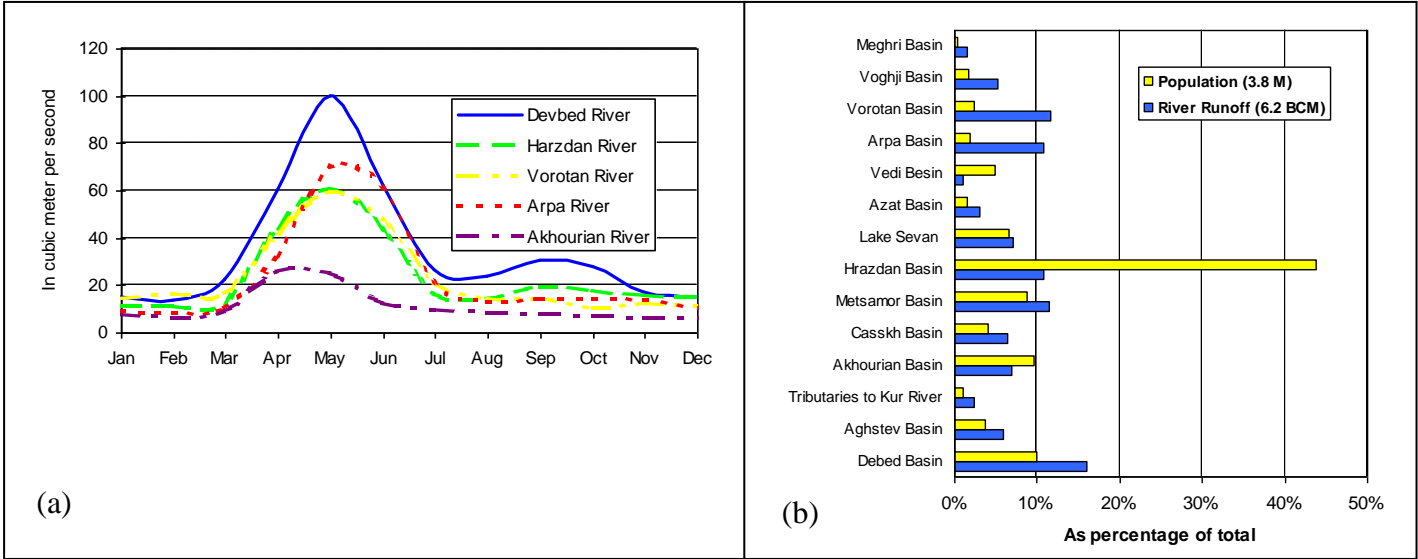 120
100
80
60
40
20
0
In cubic meter per second
Jan Feb Mar Apr May Jun Jul Aug Sep Oct Nov Dec
Devbed River
Harzdan River
Vorotan River
Arpa River
Akhourian River
(a)
Meghri Basin
Voghji Basin
Vorotan Basin
Arpa Basin
Vedi Besin
Azat Basin
Lake Sevan
Hrazdan Basin
Metsamor Basin
Casskh Basin
Akhourian Basin
Tributaries to Kur River
Aghstev Basin
Debed Basin
Population (3.8 M)
River Runoff (6.2 BCM)
0% 10% 20% 30% 40% 50%
As percentage of total
(b)